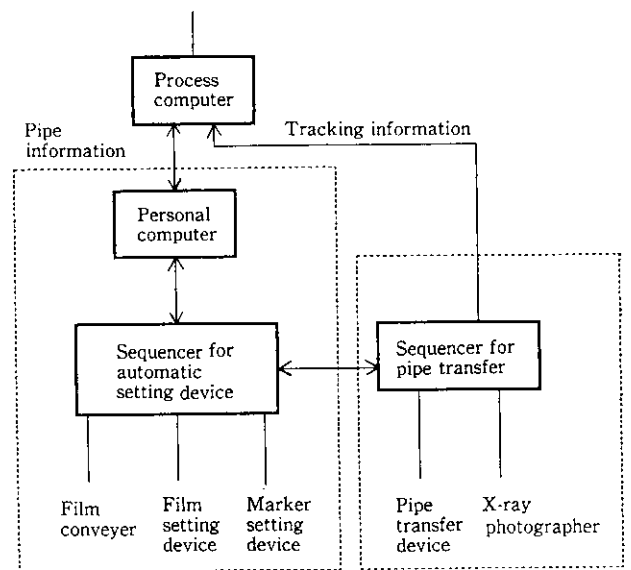 Process
computer
Pipe
information
Tracking information
Personal
computer
Sequencer for
automatic
setting device
Sequencer for
pipe transfer
Film
conveyer
Film
setting
device
Marker
setting
device
Pipe
transfer
device
X-ray
photographer